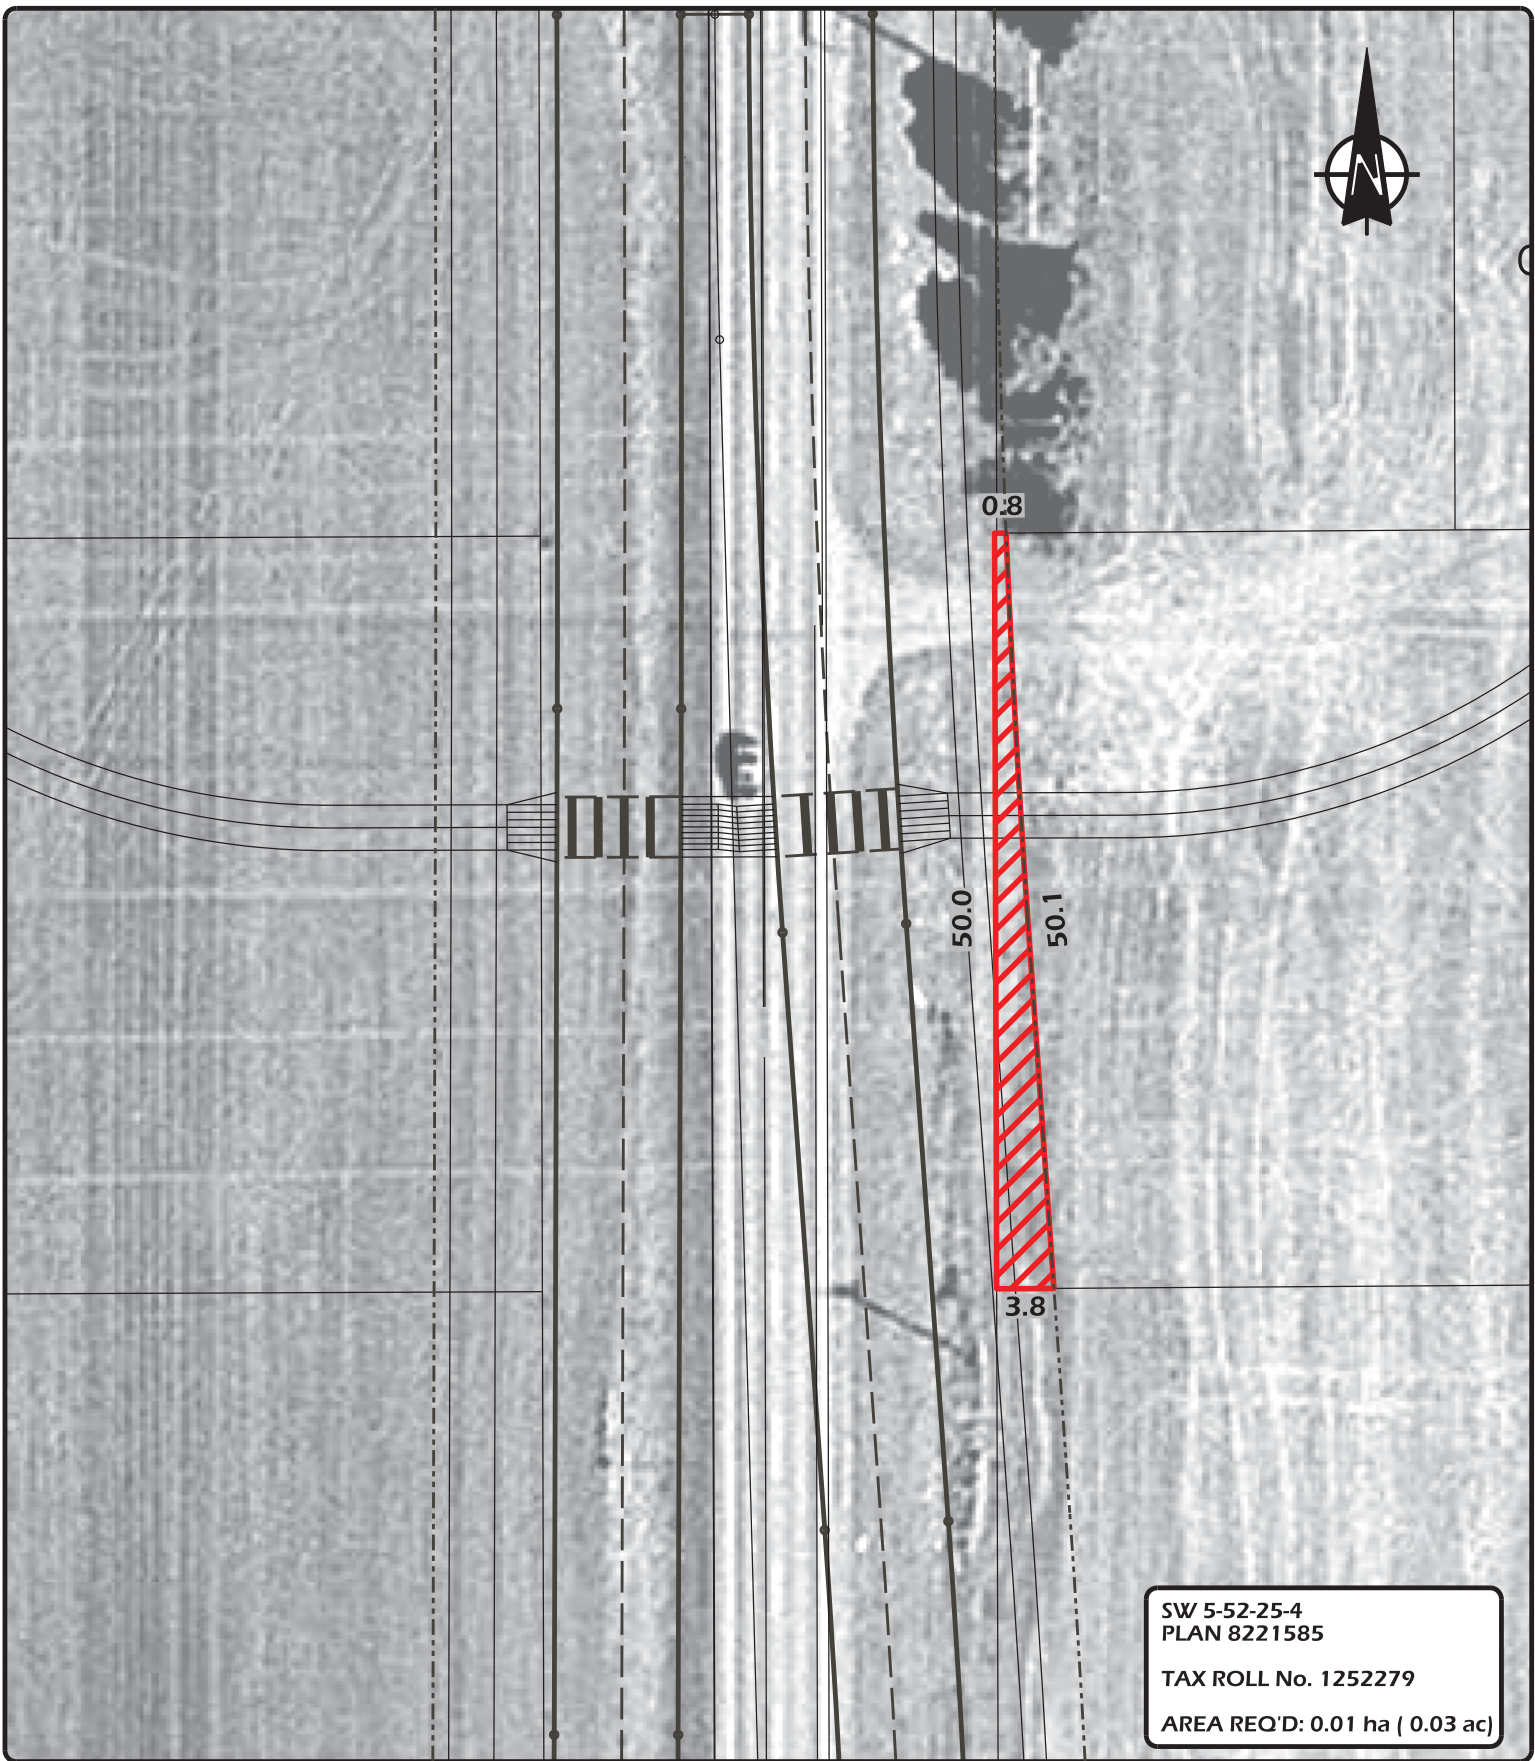 N
0.8
50.0
50.1
3.8
SW 5-52-25-4
PLAN 8221585
TAX ROLL No. 1252279
AREA REQ'D: 0.01 ha ( 0.03 ac)